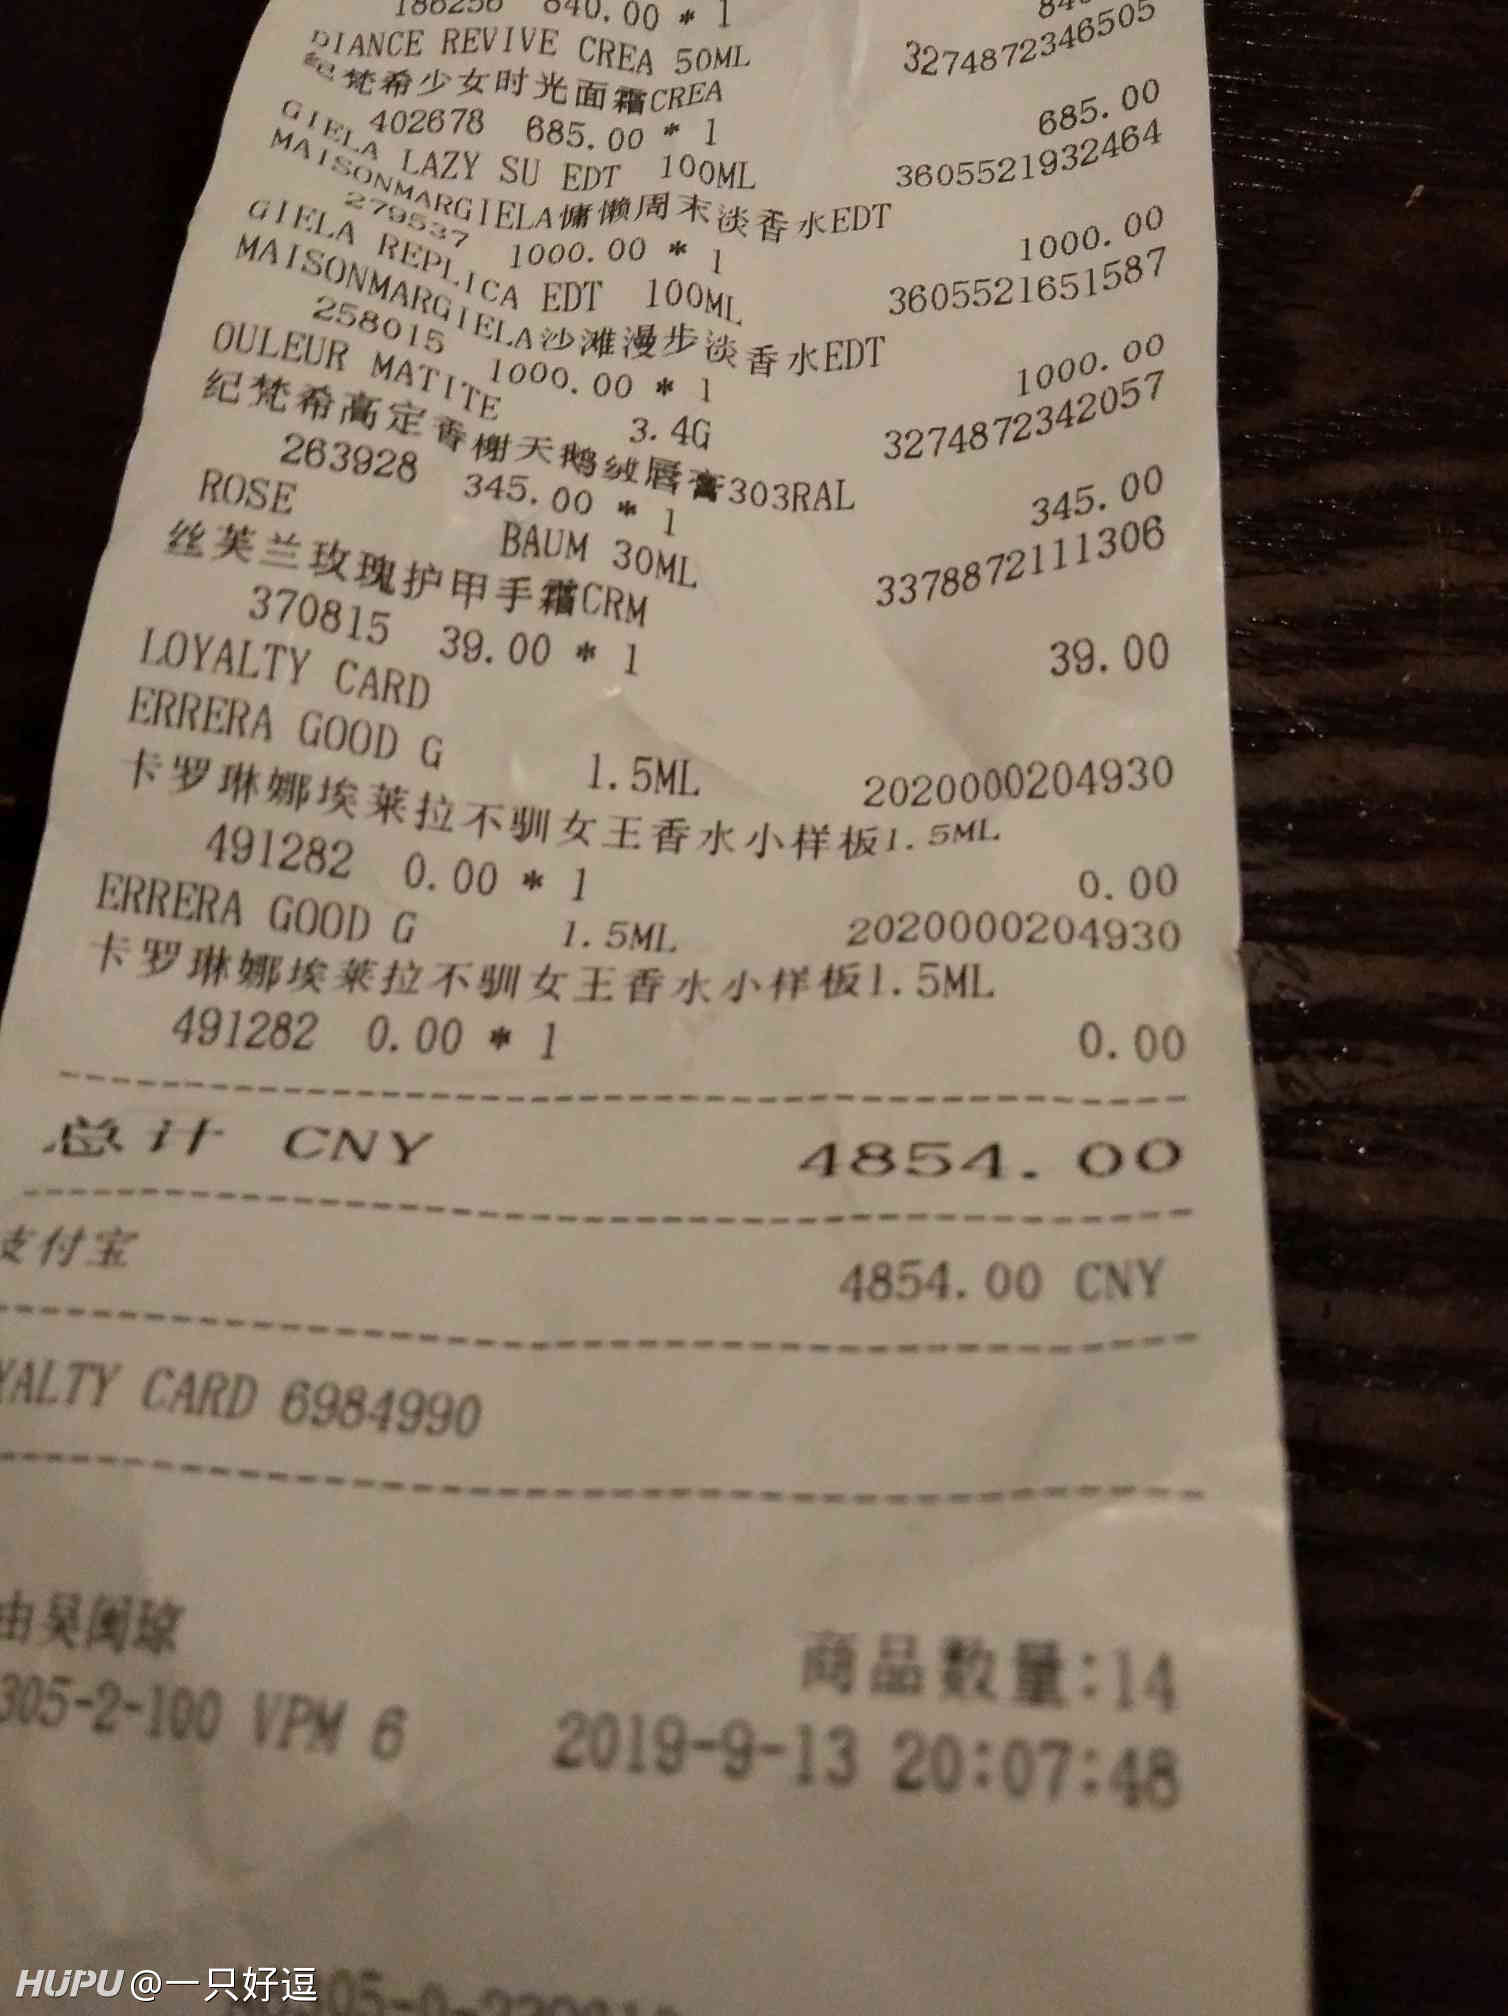 186256 840.00 * 1
DIANCE REVIVE CREA 50ML 3274872346505
纪梵希少女时光面霜CREA
402678 685.00 * 1 685.00
GIELA LAZY SU EDT 100ML 3605521932464
MAISONMARGIELA慵懒周末淡香水EDT
279537 1000.00 * 1 1000.00
GIELA REPLICA EDT 100ML 3605521651587
MAISONMARGIELA沙滩漫步淡香水EDT
258015 1000.00 * 1 1000.00
OULEUR MATITE 3.4G 3274872342057
纪梵希高定香榭天鹅绒唇膏303RAL
263928 345.00 * 1 345.00
ROSE BAUM 30ML 3378872111306
丝芙兰玫瑰护甲手霜CRM
370815 39.00 * 1 39.00
LOYALTY CARD
ERRERA GOOD G 1.5ML 2020000204930
卡罗琳娜埃莱拉不驯女王香水小样板1.5ML
491282 0.00 * 1 0.00
ERRERA GOOD G 1.5ML 2020000204930
卡罗琳娜埃莱拉不驯女王香水小样板1.5ML
491282 0.00 * 1 0.00
总计 CNY 4854.00
支付宝 4854.00 CNY
YALTY CARD 6984990
由吴闽琼 商品数量:14
305-2-100 VPM 6 2019-9-13 20:07:48
HUPU @一只好逗